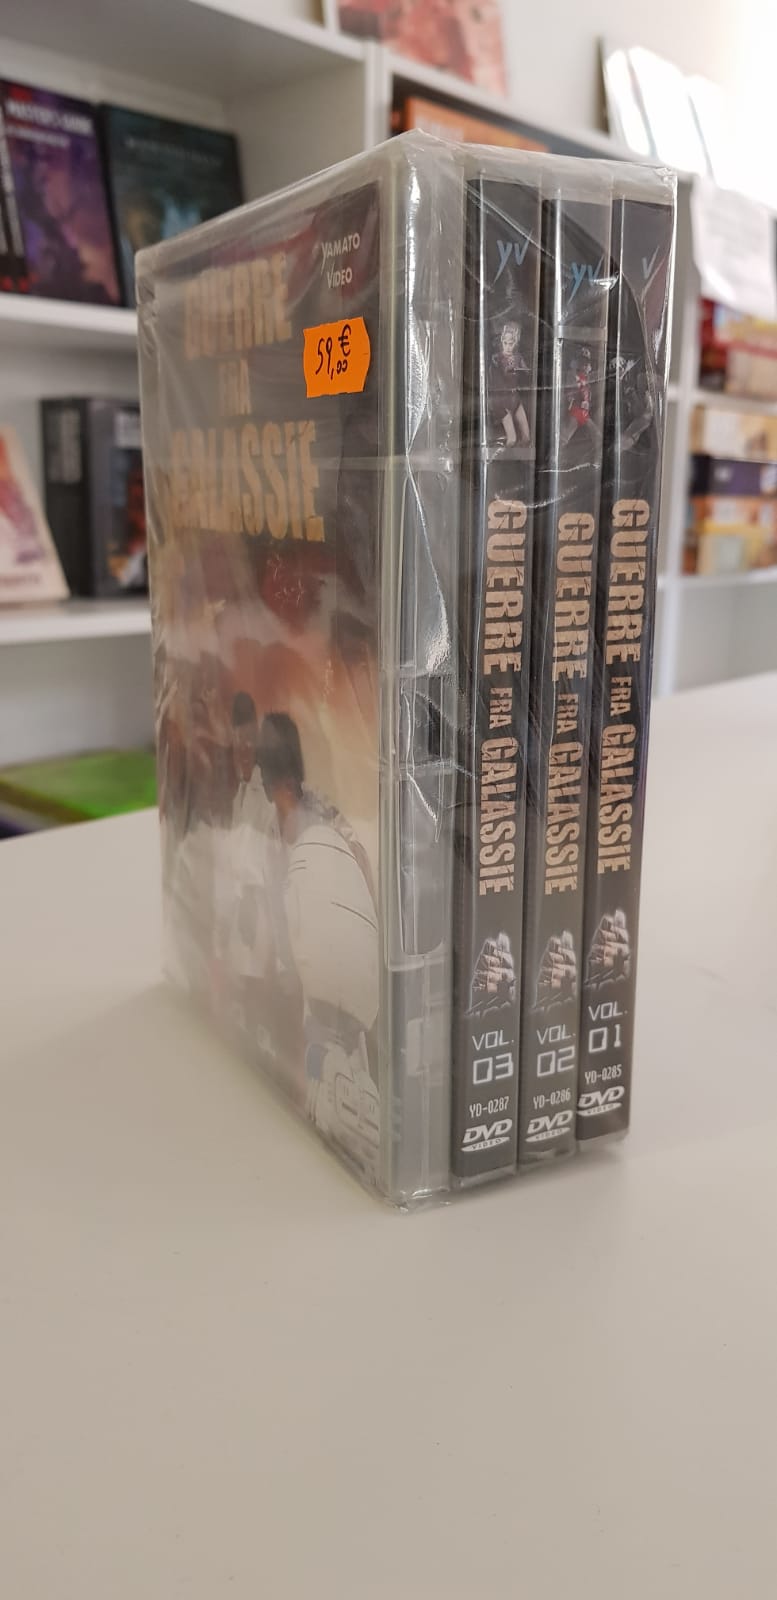 YAMATO
VIDEO
GUERRE
FRA
GALASSIE
59,00 €
yv
GUERRE FRA GALASSIE
VOL.
03
YD-0287
DVD
VIDEO
yv
GUERRE FRA GALASSIE
VOL.
02
YD-0286
DVD
VIDEO
GUERRE FRA GALASSIE
VOL.
01
YD-0285
DVD
VIDEO